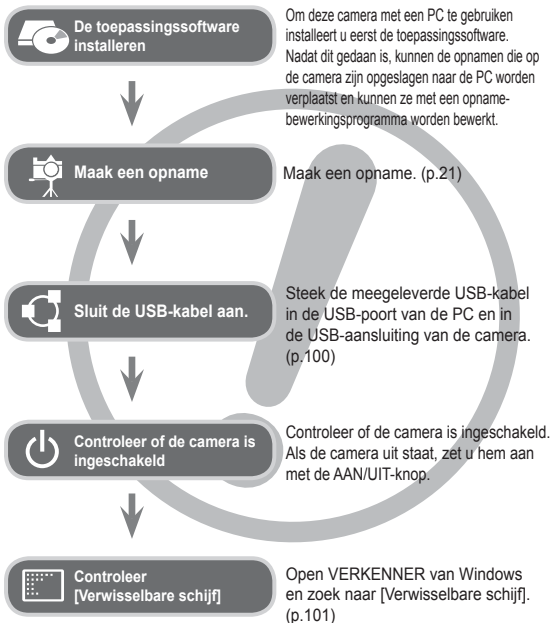 De toepassingssoftware
installeren
Om deze camera met een PC te gebruiken
installeert u eerst de toepassingssoftware.
Nadat dit gedaan is, kunnen de opnamen die op
de camera zijn opgeslagen naar de PC worden
verplaatst en kunnen ze met een opname-
bewerkingsprogramma worden bewerkt.
Maak een opname
Maak een opname. (p.21)
Sluit de USB-kabel aan.
Steek de meegeleverde USB-kabel
in de USB-poort van de PC en in
de USB-aansluiting van de camera.
(p.100)
Controleer of de camera is
ingeschakeld
Controleer of de camera is ingeschakeld.
Als de camera uit staat, zet u hem aan
met de AAN/UIT-knop.
Controleer
[Verwisselbare schijf]
Open VERKENNER van Windows
en zoek naar [Verwisselbare schijf].
(p.101)